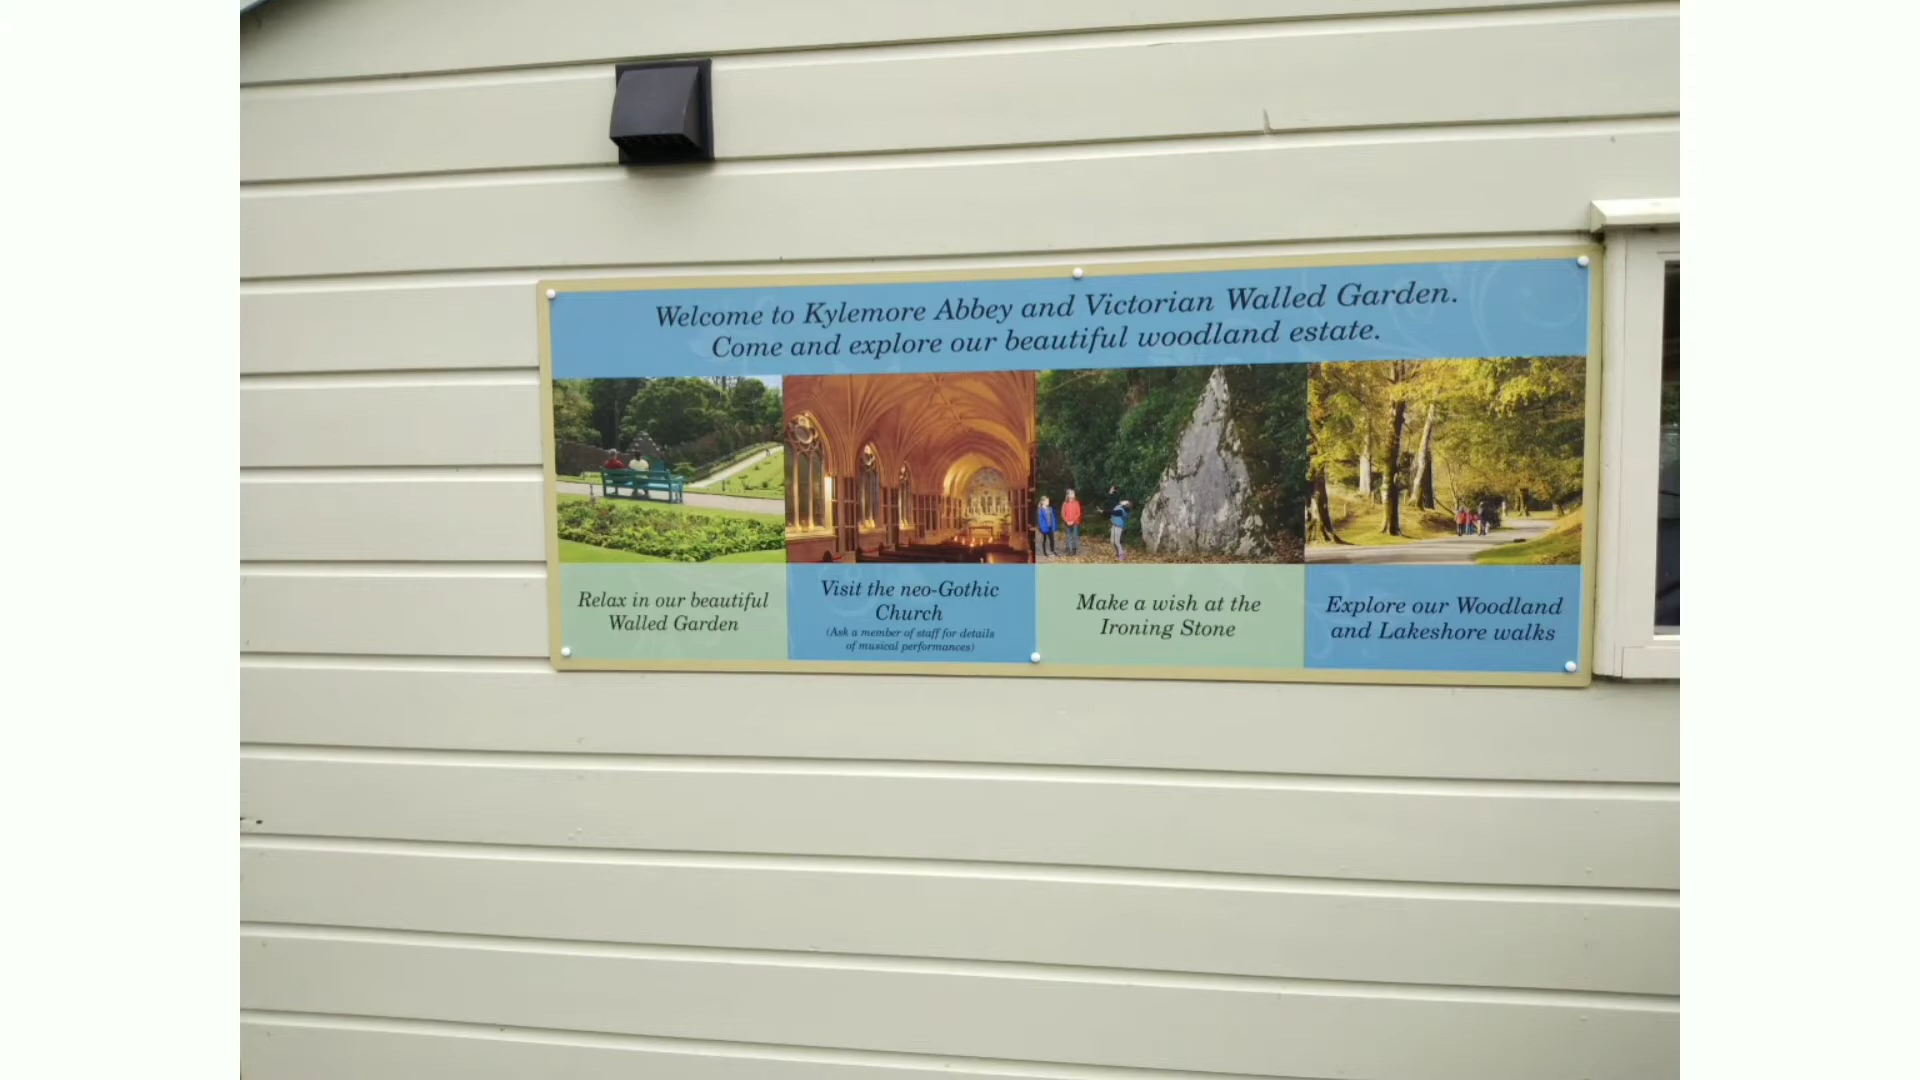 Welcome to Kylemore Abbey and Victorian Walled Garden.
Come and explore our beautiful woodland estate.
Relax in our beautiful
Walled Garden
Visit the neo-Gothic
Church
(Ask a member of staff for details
of musical performances)
Make a wish at the
Ironing Stone
Explore our Woodland
and Lakeshore walks